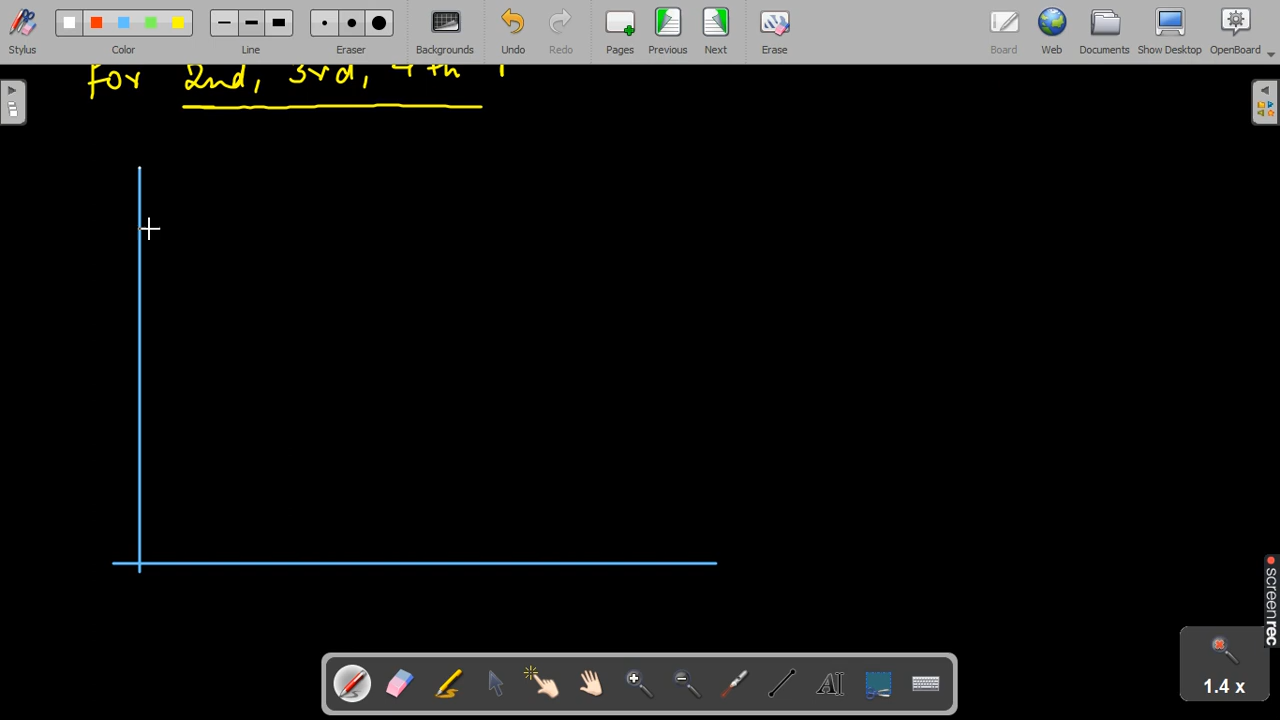 Stylus
Color
Line
Eraser
Backgrounds
Undo
Redo
Pages
Previous
Next
Erase
Board
Web
Documents
Show Desktop
OpenBoard
For 2nd, 3rd, 4th
AI
screenrec
1.4 x